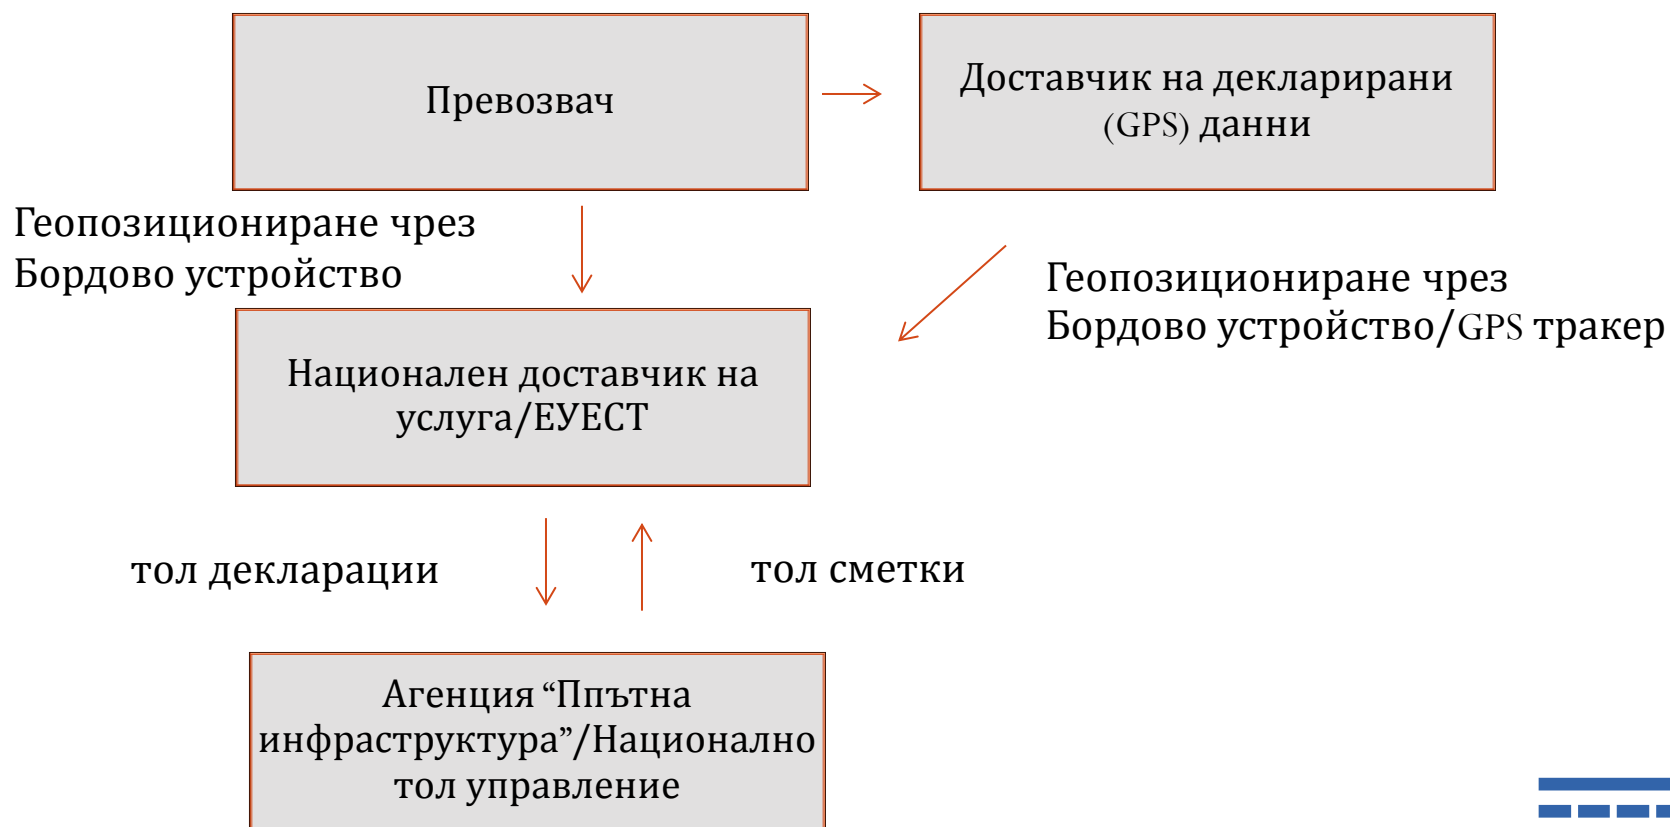 Превозвач
Доставчик на декларирани
(GPS) данни
Геопозициониране чрез
Бордово устройство
Геопозициониране чрез
Бордово устройство/GPS тракер
Национален доставчик на
услуга/ЕУЕСТ
тол декларации
тол сметки
Агенция “Ппътна
инфраструктура”/Национално
тол управление